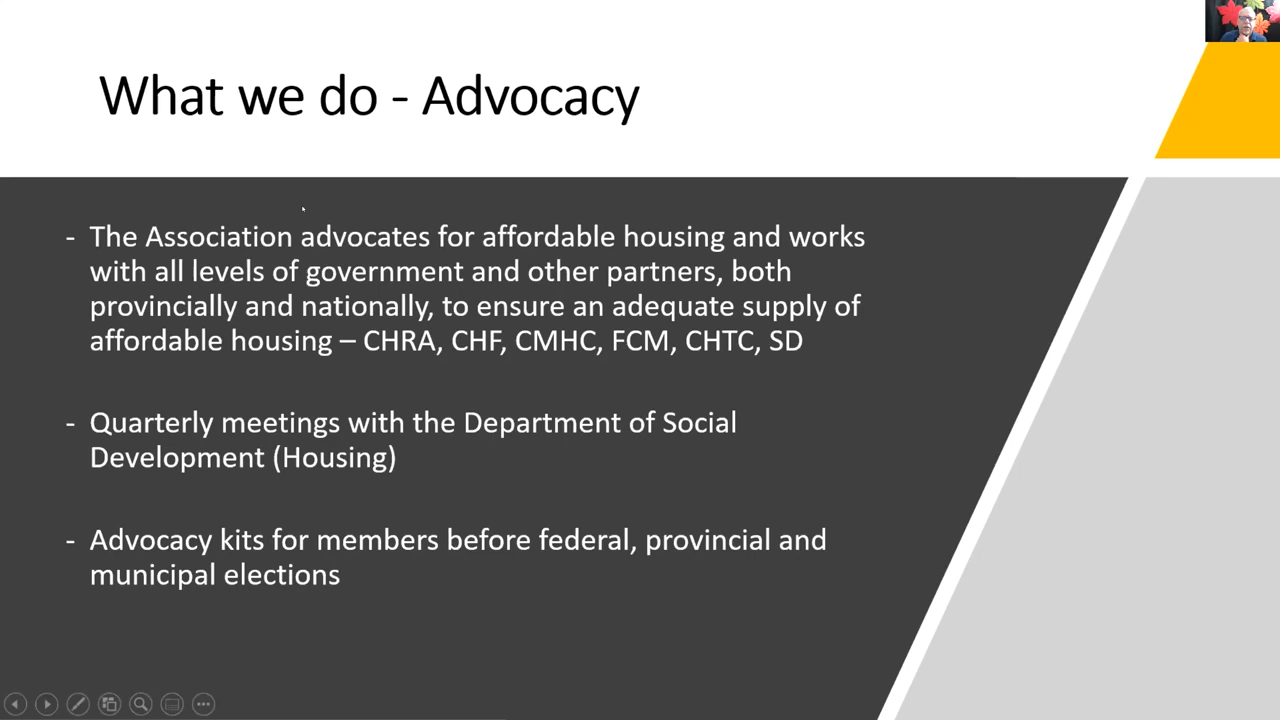 What we do - Advocacy
- The Association advocates for affordable housing and works
with all levels of government and other partners, both
provincially and nationally, to ensure an adequate supply of
affordable housing – CHRA, CHF, CMHC, FCM, CHTC, SD
- Quarterly meetings with the Department of Social
Development (Housing)
- Advocacy kits for members before federal, provincial and
municipal elections